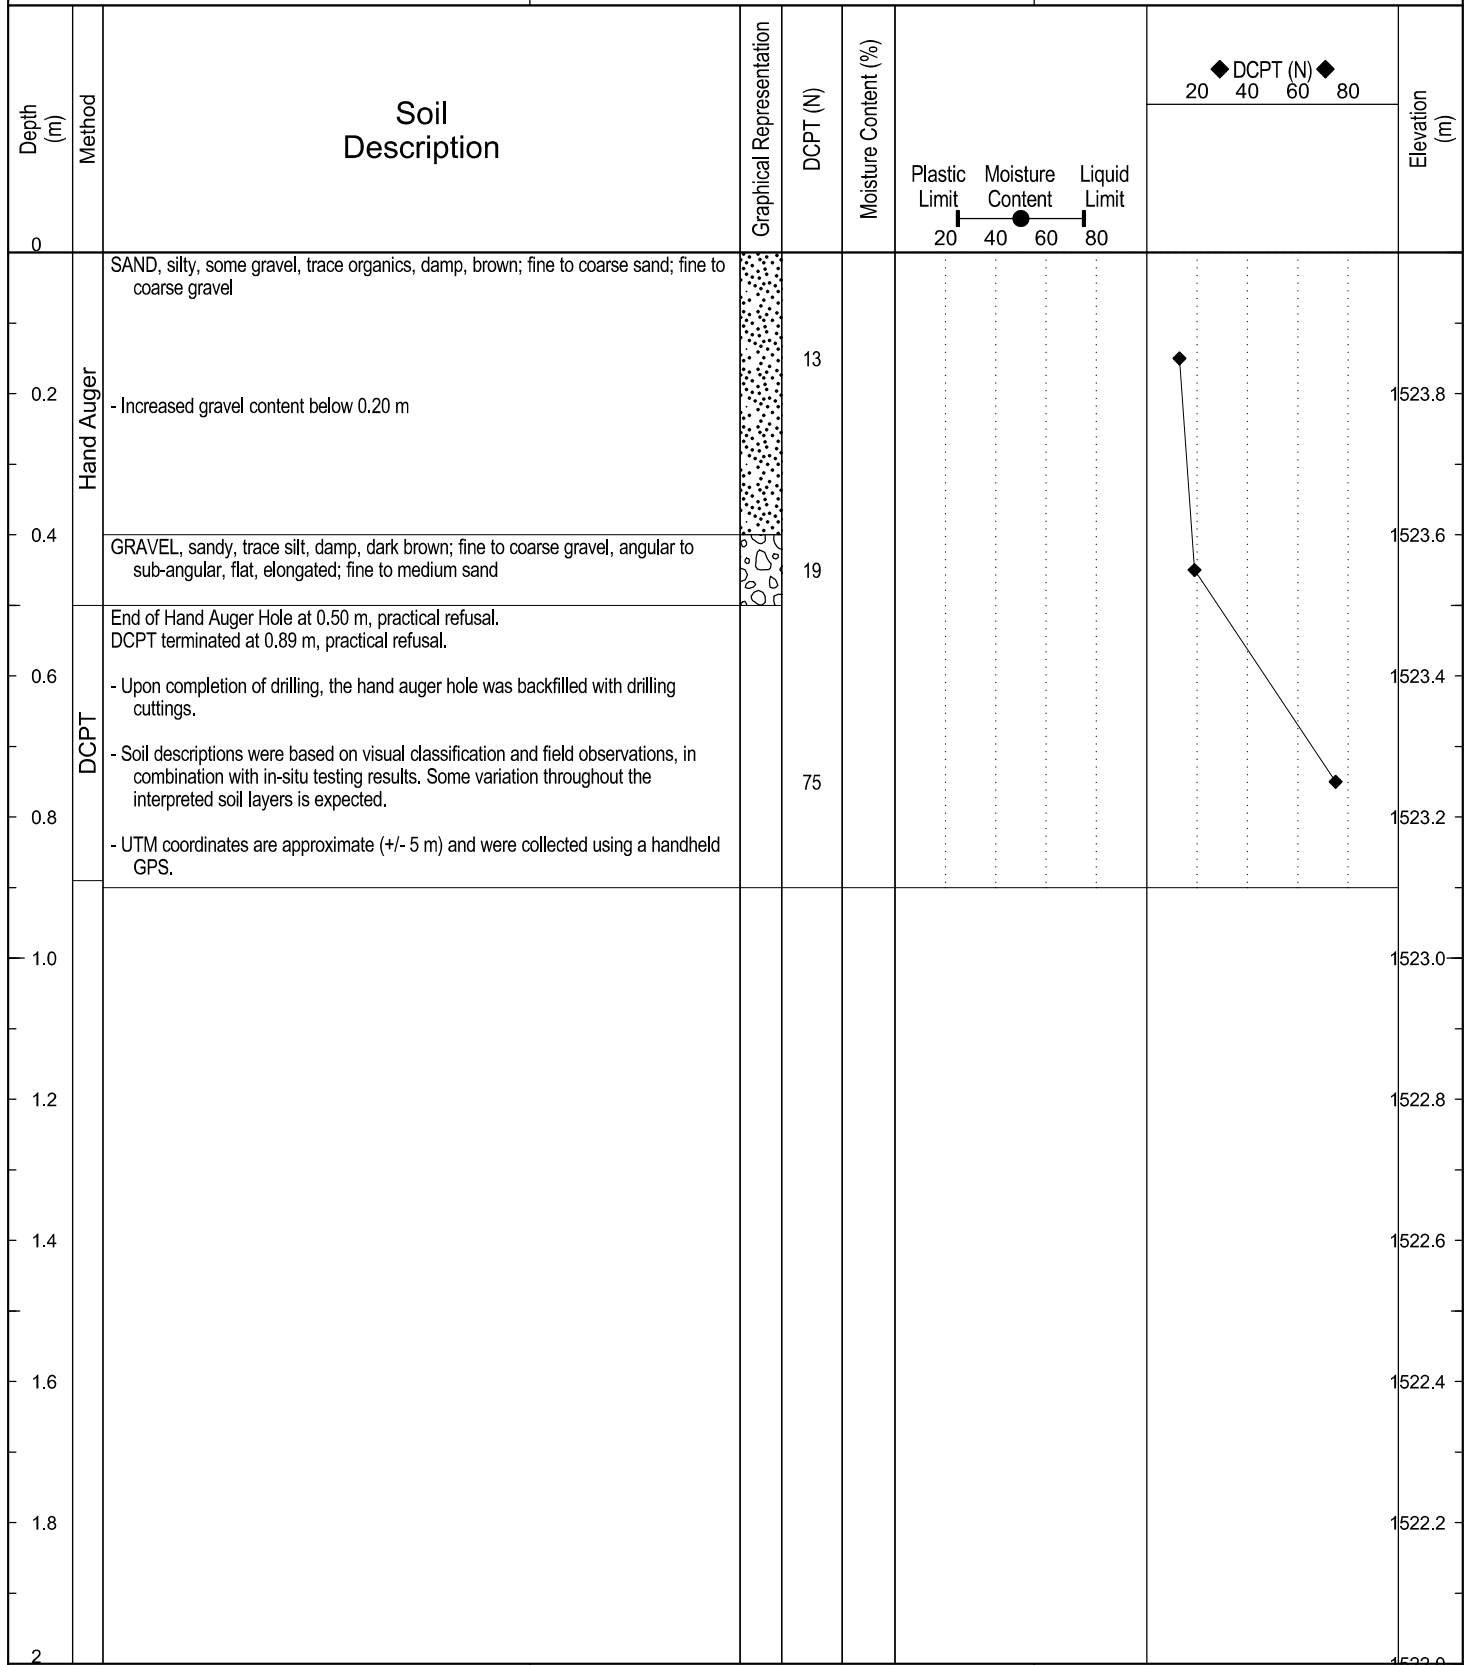 Depth
(m)
Method
Soil
Description
Graphical Representation
DCPT (N)
Moisture Content (%)
Plastic Moisture Liquid
Limit Content Limit
20 40 60 80
DCPT (N)
20 40 60 80
Elevation
(m)
0
SAND, silty, some gravel, trace organics, damp, brown; fine to coarse sand; fine to
coarse gravel
13
Hand Auger
0.2
- Increased gravel content below 0.20 m
1523.8
0.4
1523.6
GRAVEL, sandy, trace silt, damp, dark brown; fine to coarse gravel, angular to
sub-angular, flat, elongated; fine to medium sand
19
End of Hand Auger Hole at 0.50 m, practical refusal.
DCPT terminated at 0.89 m, practical refusal.
0.6
1523.4
- Upon completion of drilling, the hand auger hole was backfilled with drilling
cuttings.
DCPT
- Soil descriptions were based on visual classification and field observations, in
combination with in-situ testing results. Some variation throughout the
interpreted soil layers is expected.
75
0.8
1523.2
- UTM coordinates are approximate (+/- 5 m) and were collected using a handheld
GPS.
1.0
1523.0
1.2
1522.8
1.4
1522.6
1.6
1522.4
1.8
1522.2
2
1522.0